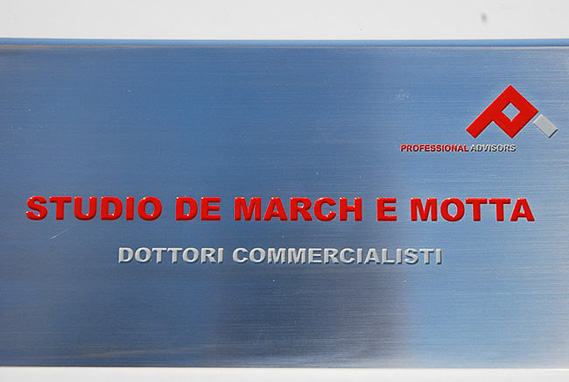 PROFESSIONAL ADVISORS
STUDIO DE MARCH E MOTTA
DOTTORI COMMERCIALISTI